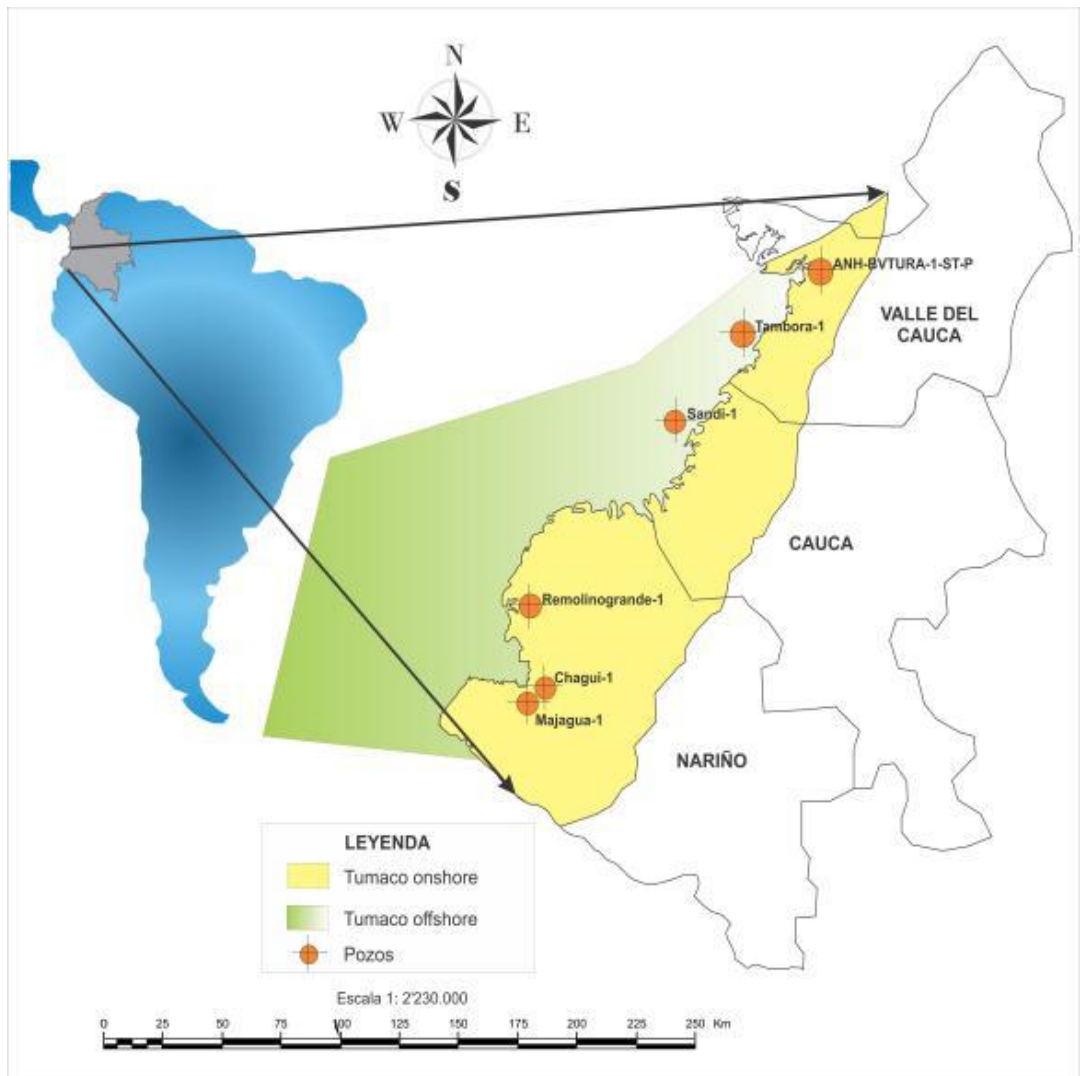 N
W
E
S
ANH-BVTURA-1-ST-P
VALLE DEL
CAUCA
Tambora-1
Sandi-1
CAUCA
Remolinogrande-1
Chagui-1
Majagua-1
NARIÑO
LEYENDA
Tumaco onshore
Tumaco offshore
Pozos
Escala 1: 2'230.000
0 25 50 75 100 125 150 175 200 225 250 Km